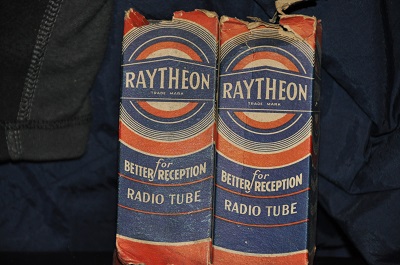 RAYTHEON
TRADE MARK
for
BETTER RECEPTION
RADIO TUBE
RAYTHEON
TRADE MARK
for
BETTER RECEPTION
RADIO TUBE